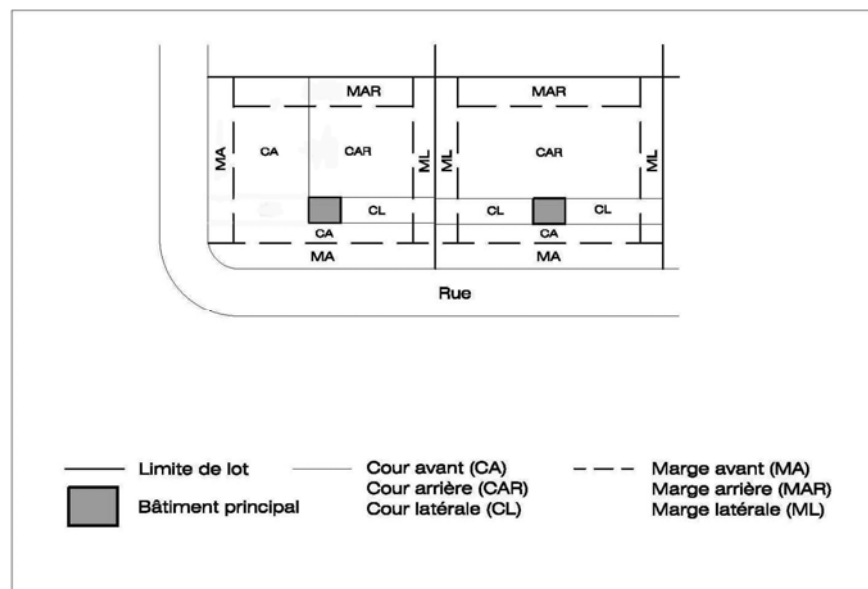 MAR MAR
MA CA CAR ML ML CAR ML
CL CL CL
CA CA
MA MA
Rue
Limite de lot Cour avant (CA) Marge avant (MA)
Cour arrière (CAR) Marge arrière (MAR)
Bâtiment principal Cour latérale (CL) Marge latérale (ML)